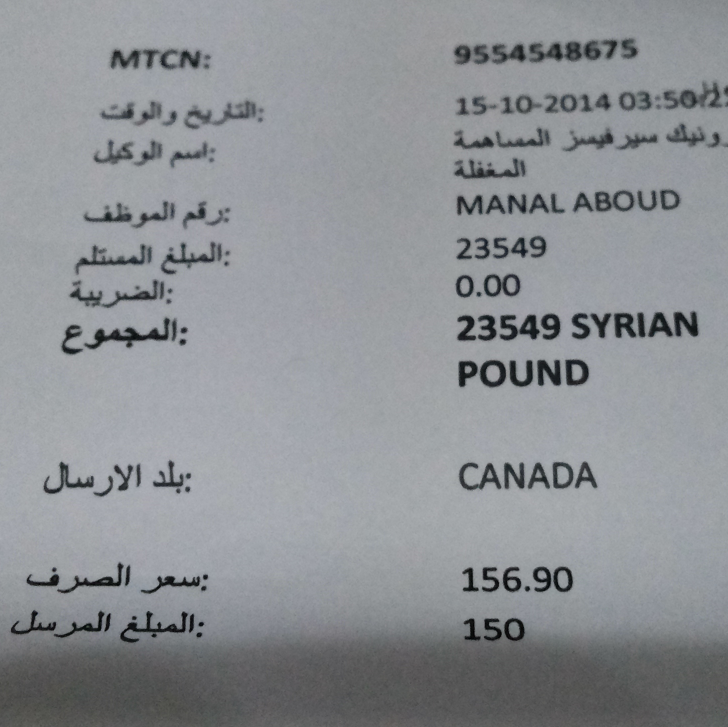 MTCN: 9554548675
التاريخ والوقت: 15-10-2014 03:50:
اسم الوكيل: سيرفيسز المساهمة
المغفلة
رقم الموظف: MANAL ABOUD
المبلغ المستلم: 23549
الضريبة: 0.00
المجموع: 23549 SYRIAN
POUND
بلد الارسال: CANADA
سعر الصرف: 156.90
المبلغ المرسل: 150